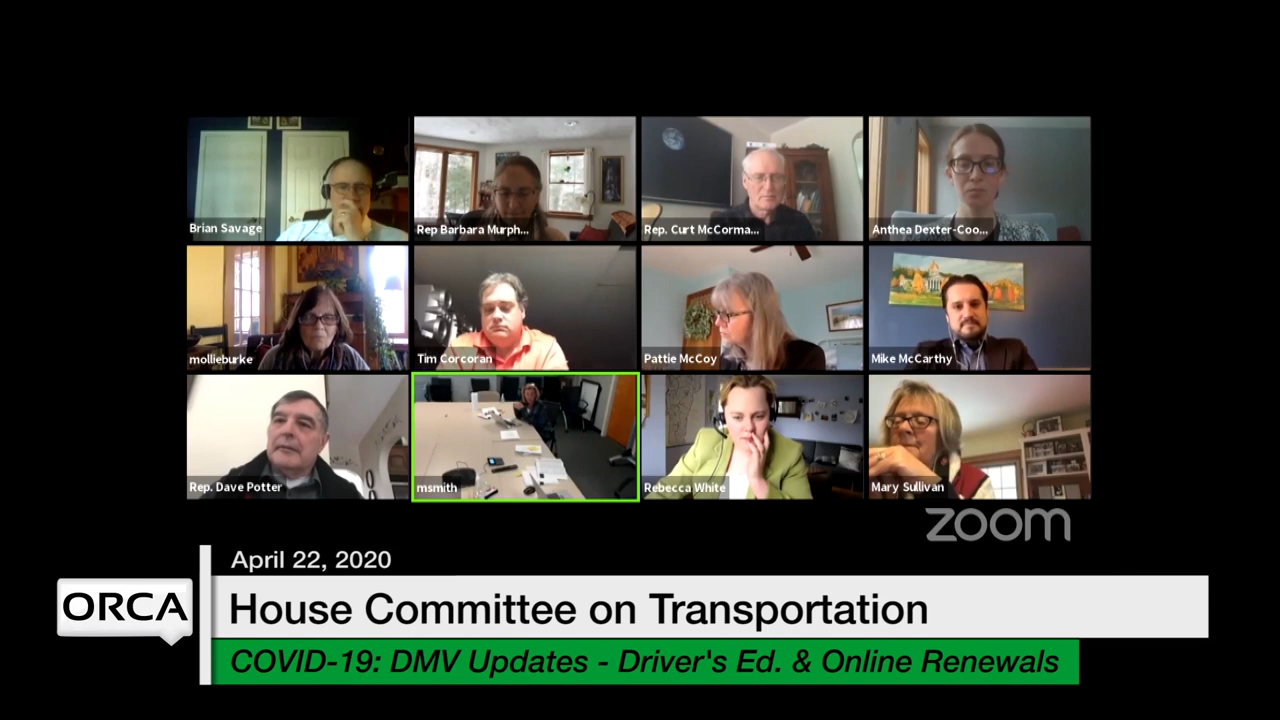 Brian Savage
Rep Barbara Murph...
Rep. Curt McCorma...
Anthea Dexter-Coo...
mollieburke
Tim Corcoran
Pattie McCoy
Mike McCarthy
Rep. Dave Potter
msmith
Rebecca White
Mary Sullivan
zoom
April 22, 2020
ORCA
House Committee on Transportation
COVID-19: DMV Updates - Driver's Ed. & Online Renewals